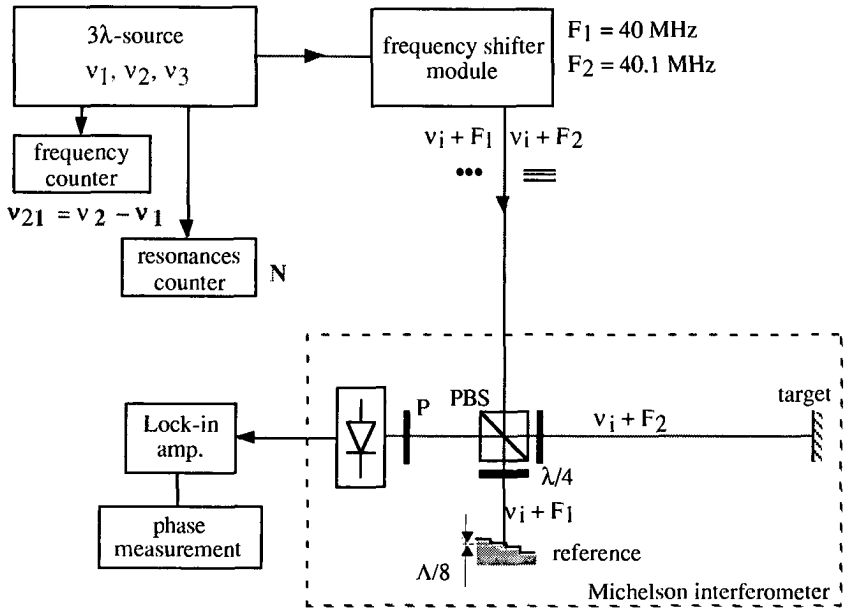 3λ-source
ν1, ν2, ν3
frequency shifter
module
F1 = 40 MHz
F2 = 40.1 MHz
νi + F1
νi + F2
frequency
counter
ν21 = ν2 − ν1
resonances
counter
N
Lock-in
amp.
phase
measurement
P
PBS
νi + F2
target
λ/4
νi + F1
Λ/8
reference
Michelson interferometer